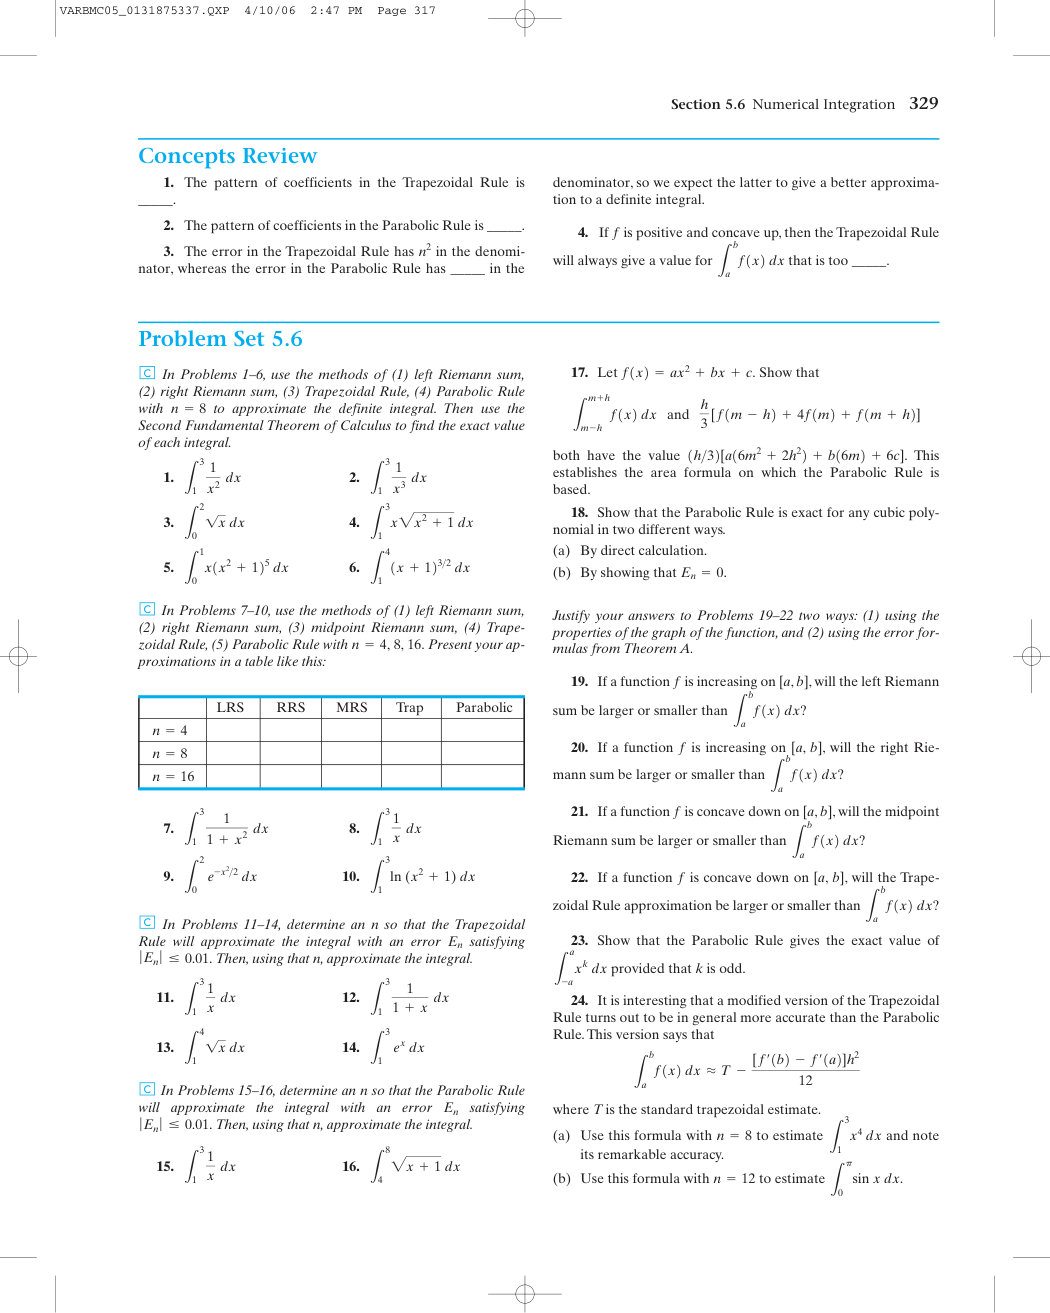 VARBMC05_0131875337.QXP 4/10/06 2:47 PM Page 317
Section 5.6 Numerical Integration 329
Concepts Review
1. The pattern of coefficients in the Trapezoidal Rule is
_____.
2. The pattern of coefficients in the Parabolic Rule is _____.
3. The error in the Trapezoidal Rule has n² in the denomi-
nator, whereas the error in the Parabolic Rule has _____ in the
denominator, so we expect the latter to give a better approxima-
tion to a definite integral.
4. If f is positive and concave up, then the Trapezoidal Rule
will always give a value for ∫_a^b f(x) dx that is too _____.
Problem Set 5.6
C In Problems 1–6, use the methods of (1) left Riemann sum,
(2) right Riemann sum, (3) Trapezoidal Rule, (4) Parabolic Rule
with n = 8 to approximate the definite integral. Then use the
Second Fundamental Theorem of Calculus to find the exact value
of each integral.
1. ∫_1^3 1/x² dx 2. ∫_1^3 1/x³ dx
3. ∫_0^2 √x dx 4. ∫_1^3 x√(x² + 1) dx
5. ∫_0^1 x(x² + 1)⁵ dx 6. ∫_1^4 (x + 1)^(3/2) dx
C In Problems 7–10, use the methods of (1) left Riemann sum,
(2) right Riemann sum, (3) midpoint Riemann sum, (4) Trape-
zoidal Rule, (5) Parabolic Rule with n = 4, 8, 16. Present your ap-
proximations in a table like this:
LRS RRS MRS Trap Parabolic
n = 4
n = 8
n = 16
7. ∫_1^3 1/(1 + x²) dx 8. ∫_1^3 1/x dx
9. ∫_0^2 e^(−x²/2) dx 10. ∫_1^3 ln (x² + 1) dx
C In Problems 11–14, determine an n so that the Trapezoidal
Rule will approximate the integral with an error Eₙ satisfying
|Eₙ| ≤ 0.01. Then, using that n, approximate the integral.
11. ∫_1^3 1/x dx 12. ∫_1^3 1/(1 + x) dx
13. ∫_1^4 √x dx 14. ∫_1^3 e^x dx
C In Problems 15–16, determine an n so that the Parabolic Rule
will approximate the integral with an error Eₙ satisfying
|Eₙ| ≤ 0.01. Then, using that n, approximate the integral.
15. ∫_1^3 1/x dx 16. ∫_4^8 √(x + 1) dx
17. Let f(x) = ax² + bx + c. Show that
∫_(m−h)^(m+h) f(x) dx and h/3 [f(m − h) + 4f(m) + f(m + h)]
both have the value (h/3)[a(6m² + 2h²) + b(6m) + 6c]. This
establishes the area formula on which the Parabolic Rule is
based.
18. Show that the Parabolic Rule is exact for any cubic poly-
nomial in two different ways.
(a) By direct calculation.
(b) By showing that Eₙ = 0.
Justify your answers to Problems 19–22 two ways: (1) using the
properties of the graph of the function, and (2) using the error for-
mulas from Theorem A.
19. If a function f is increasing on [a, b], will the left Riemann
sum be larger or smaller than ∫_a^b f(x) dx?
20. If a function f is increasing on [a, b], will the right Rie-
mann sum be larger or smaller than ∫_a^b f(x) dx?
21. If a function f is concave down on [a, b], will the midpoint
Riemann sum be larger or smaller than ∫_a^b f(x) dx?
22. If a function f is concave down on [a, b], will the Trape-
zoidal Rule approximation be larger or smaller than ∫_a^b f(x) dx?
23. Show that the Parabolic Rule gives the exact value of
∫_(−a)^a x^k dx provided that k is odd.
24. It is interesting that a modified version of the Trapezoidal
Rule turns out to be in general more accurate than the Parabolic
Rule. This version says that
∫_a^b f(x) dx ≈ T − [f′(b) − f′(a)]h²/12
where T is the standard trapezoidal estimate.
(a) Use this formula with n = 8 to estimate ∫_1^3 x⁴ dx and note
its remarkable accuracy.
(b) Use this formula with n = 12 to estimate ∫_0^π sin x dx.